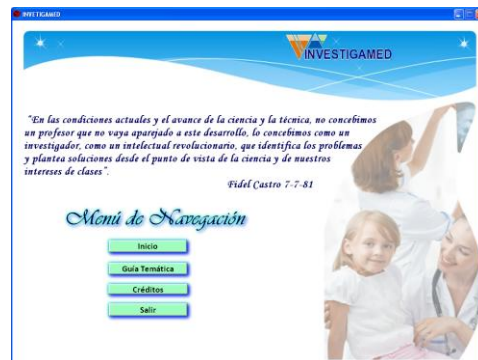 INVESTIGAMED
INVESTIGAMED
"En las condiciones actuales y el avance de la ciencia y la técnica, no concebimos
un profesor que no vaya aparejado a este desarrollo, lo concebimos como un
investigador, como un intelectual revolucionario, que identifica los problemas
y plantea soluciones desde el punto de vista de la ciencia y de nuestros
intereses de clases".
Fidel Castro 7-7-81
Menú de Navegación
Inicio
Guía Temática
Créditos
Salir